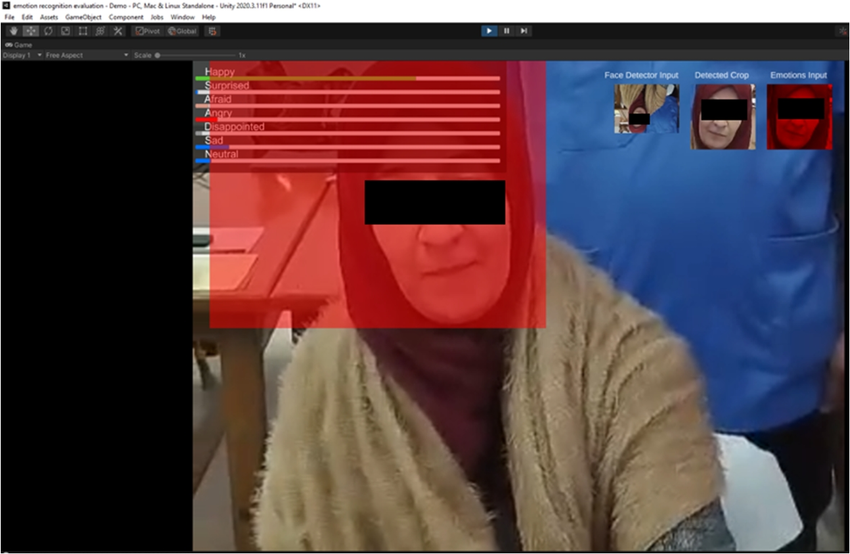 emotion recognition evaluation - Demo - PC, Mac & Linux Standalone - Unity 2020.3.11f1 Personal* <DX11>
File Edit Assets GameObject Component Jobs Window Help
Pivot Global
Game
Display 1 Free Aspect Scale 1x
Happy
Surprised
Afraid
Angry
Disappointed
Sad
Neutral
Face Detector Input Detected Crop Emotions Input